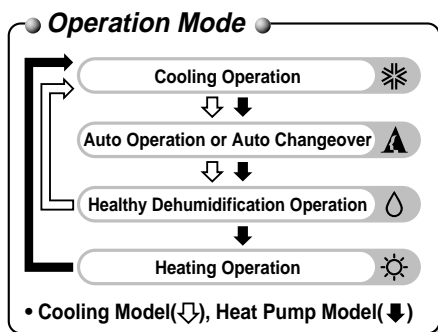 Operation Mode
Cooling Operation
Auto Operation or Auto Changeover
Healthy Dehumidification Operation
Heating Operation
• Cooling Model(⇩), Heat Pump Model(⬇)